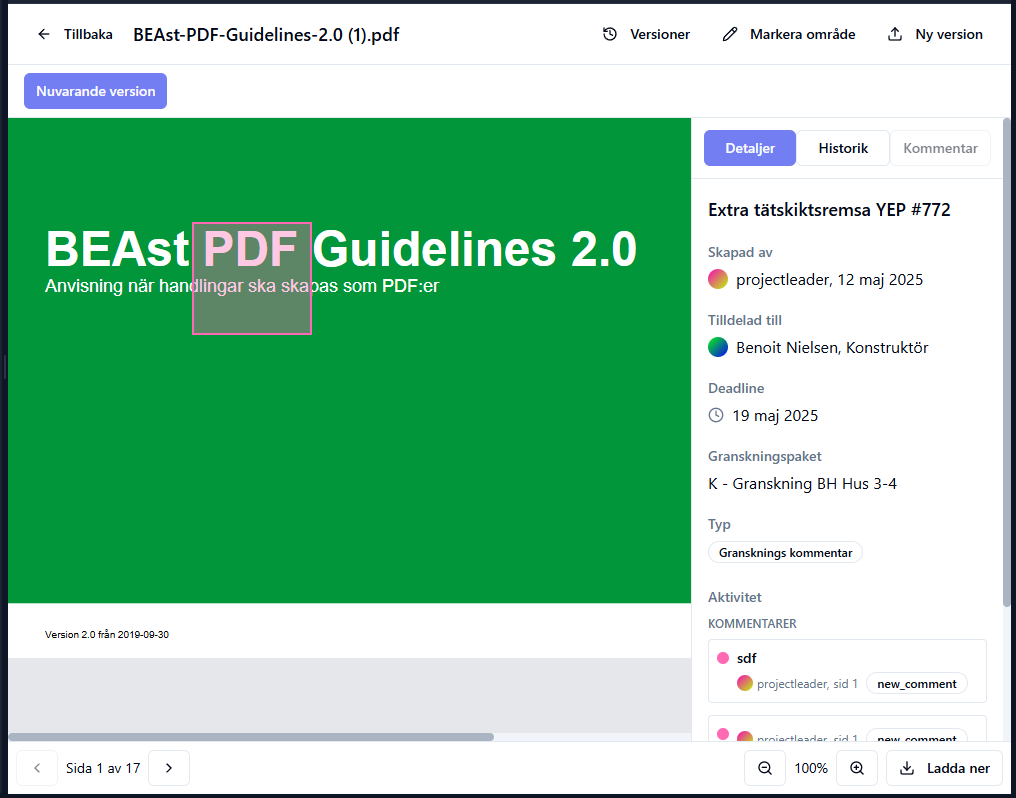 Tillbaka BEAst-PDF-Guidelines-2.0 (1).pdf Versioner Markera område Ny version
Nuvarande version
BEAst PDF Guidelines 2.0
Anvisning när handlingar ska skapas som PDF:er
Version 2.0 från 2019-09-30
Detaljer Historik Kommentar
Extra tätskiktsremsa YEP #772
Skapad av
projectleader, 12 maj 2025
Tilldelad till
Benoit Nielsen, Konstruktör
Deadline
19 maj 2025
Granskningspaket
K - Granskning BH Hus 3-4
Typ
Gransknings kommentar
Aktivitet
KOMMENTARER
sdf
projectleader, sid 1 new_comment
projectleader, sid 1 new_comment
Sida 1 av 17 100% Ladda ner